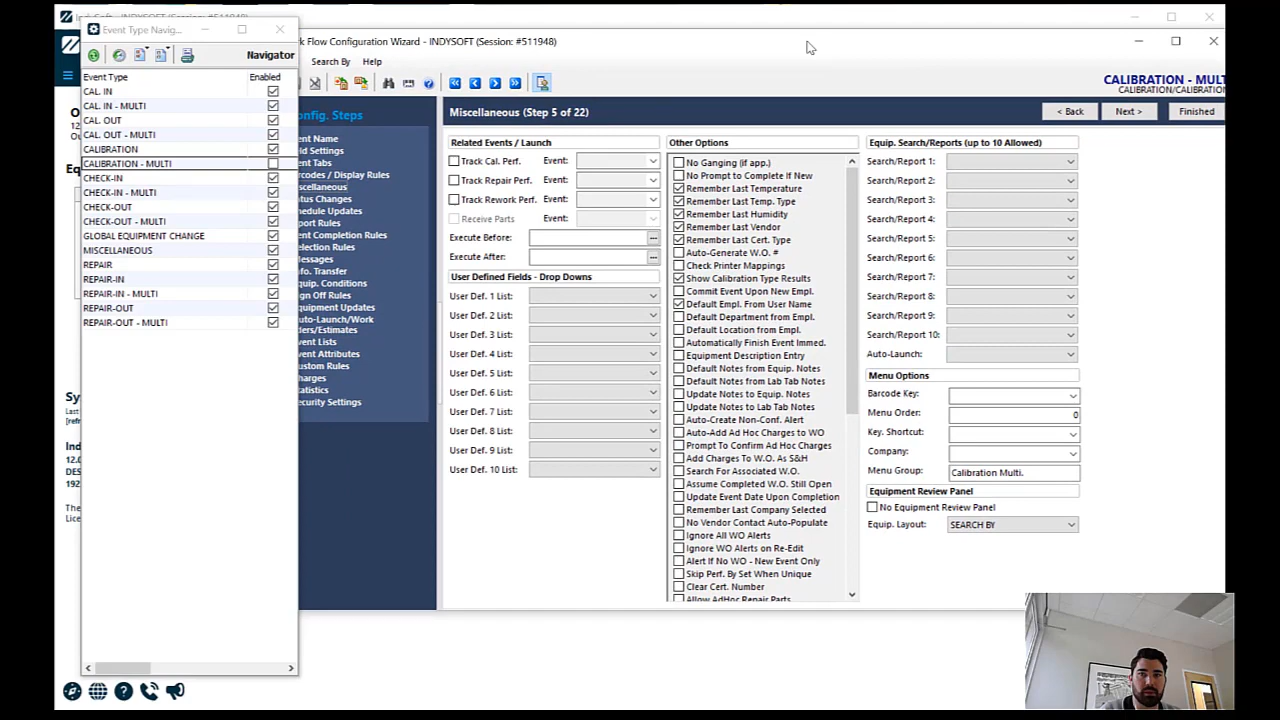 INDYSOFT (Session: #511948)
Event Type Navig...
Flow Configuration Wizard - INDYSOFT (Session: #511948)
Search By Help
Navigator
Event Type Enabled
CAL. IN
CAL. IN - MULTI
CAL. OUT
CAL. OUT - MULTI
CALIBRATION
CALIBRATION - MULTI
CHECK-IN
CHECK-IN - MULTI
CHECK-OUT
CHECK-OUT - MULTI
GLOBAL EQUIPMENT CHANGE
MISCELLANEOUS
REPAIR
REPAIR-IN
REPAIR-IN - MULTI
REPAIR-OUT
REPAIR-OUT - MULTI
CALIBRATION - MULT
CALIBRATION/CALIBRATION
nfig. Steps
ent Name
eld Settings
ent Tabs
rcodes / Display Rules
scellaneous
atus Changes
hedule Updates
port Rules
ent Completion Rules
election Rules
essages
fo. Transfer
quip. Conditions
gn Off Rules
quipment Updates
uto-Launch/Work
ders/Estimates
vent Lists
vent Attributes
ustom Rules
harges
atistics
ecurity Settings
Miscellaneous (Step 5 of 22)
< Back Next > Finished
Related Events / Launch
Track Cal. Perf. Event:
Track Repair Perf. Event:
Track Rework Perf. Event:
Receive Parts Event:
Execute Before: ...
Execute After: ...
User Defined Fields - Drop Downs
User Def. 1 List:
User Def. 2 List:
User Def. 3 List:
User Def. 4 List:
User Def. 5 List:
User Def. 6 List:
User Def. 7 List:
User Def. 8 List:
User Def. 9 List:
User Def. 10 List:
Other Options
No Ganging (if app.)
No Prompt to Complete If New
Remember Last Temperature
Remember Last Temp. Type
Remember Last Humidity
Remember Last Vendor
Remember Last Cert. Type
Auto-Generate W.O. #
Check Printer Mappings
Show Calibration Type Results
Commit Event Upon New Empl.
Default Empl. From User Name
Default Department from Empl.
Default Location from Empl.
Automatically Finish Event Immed.
Equipment Description Entry
Default Notes from Equip. Notes
Default Notes from Lab Tab Notes
Update Notes to Equip. Notes
Update Notes to Lab Tab Notes
Auto-Create Non-Conf. Alert
Auto-Add Ad Hoc Charges to WO
Prompt To Confirm Ad Hoc Charges
Add Charges To W.O. As S&H
Search For Associated W.O.
Assume Completed W.O. Still Open
Update Event Date Upon Completion
Remember Last Company Selected
No Vendor Contact Auto-Populate
Ignore All WO Alerts
Ignore WO Alerts on Re-Edit
Alert If No WO - New Event Only
Skip Perf. By Set When Unique
Clear Cert. Number
Allow AdHoc Repair Parts
Equip. Search/Reports (up to 10 Allowed)
Search/Report 1:
Search/Report 2:
Search/Report 3:
Search/Report 4:
Search/Report 5:
Search/Report 6:
Search/Report 7:
Search/Report 8:
Search/Report 9:
Search/Report 10:
Auto-Launch:
Menu Options
Barcode Key:
Menu Order: 0
Key. Shortcut:
Company:
Menu Group: Calibration Multi.
Equipment Review Panel
No Equipment Review Panel
Equip. Layout: SEARCH BY